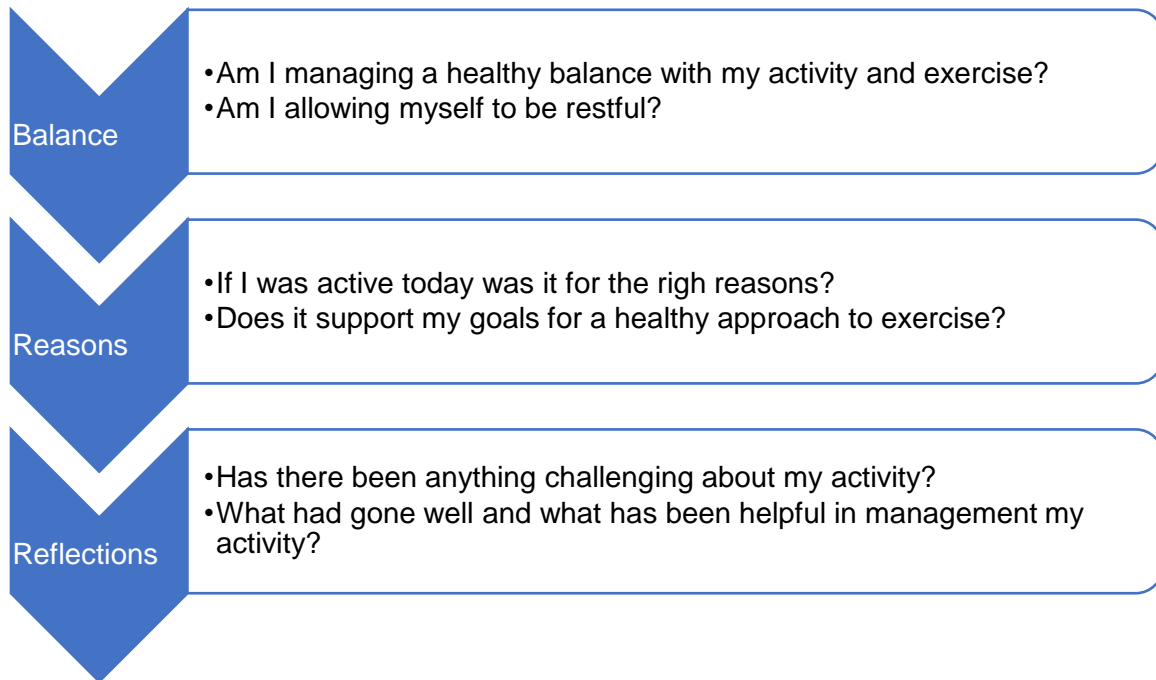 Balance
•Am I managing a healthy balance with my activity and exercise?
•Am I allowing myself to be restful?
Reasons
•If I was active today was it for the righ reasons?
•Does it support my goals for a healthy approach to exercise?
Reflections
•Has there been anything challenging about my activity?
•What had gone well and what has been helpful in management my
activity?